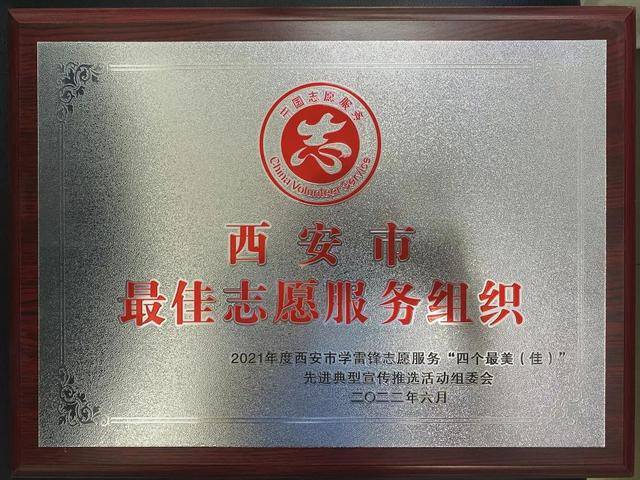 中国志愿服务
志
China Volunteer Service
西安市
最佳志愿服务组织
2021年度西安市学雷锋志愿服务“四个最美(佳)”
先进典型宣传推选活动组委会
二〇二二年六月